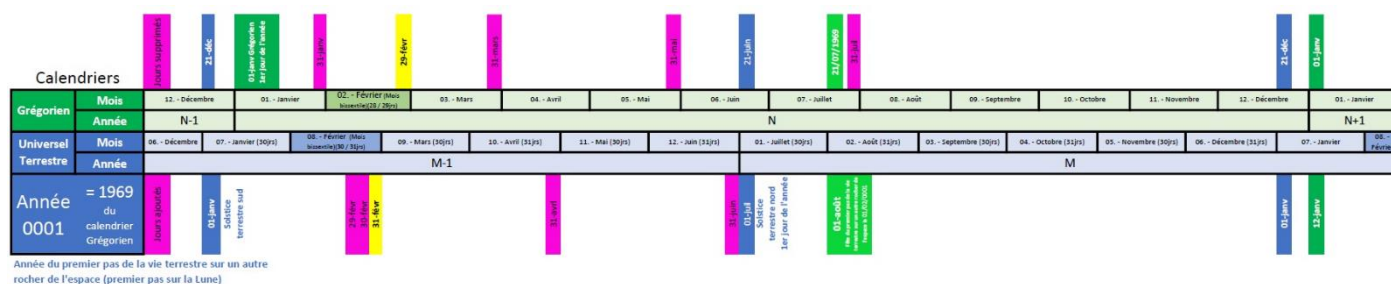 Jours supprimés
21-déc
01-janv Grégorien
1er jour de l'année
31-janv
29-févr
31-mars
31-mai
21-juin
21/07/1969
31-juil
21-déc
01-janv
Calendriers
Grégorien
Mois
12. - Décembre
01. - Janvier
02. - Février (Mois
bissertile)(28 / 29jrs)
03. - Mars
04. - Avril
05. - Mai
06. - Juin
07. - Juillet
08. - Août
09. - Septembre
10. - Octobre
11. - Novembre
12. - Décembre
01. - Janvier
Année
N-1
N
N+1
Universel
Terrestre
Mois
06. - Décembre
07. - Janvier (30jrs)
08. - Février (Mois
bissextile)(30 / 31jrs)
09. - Mars (30jrs)
10. - Avril (31jrs)
11. - Mai (30jrs)
12. - Juin (31jrs)
01. - Juillet (30jrs)
02. - Août (31jrs)
03. - Septembre (30jrs)
04. - Octobre (31jrs)
05. - Novembre (30jrs)
06. - Décembre (31jrs)
07. - Janvier
08. -
Février
Année
M-1
M
Année
0001
= 1969
du
calendrier
Grégorien
Jours ajoutés
01-janv
Solstice
terrestre sud
29-févr
30-févr
31-févr
31-avril
31-juin
01-juil
Solstice
terrestre nord
1er jour de l'année
01-août
01-janv
12-janv
Année du premier pas de la vie terrestre sur un autre
rocher de l'espace (premier pas sur la Lune)